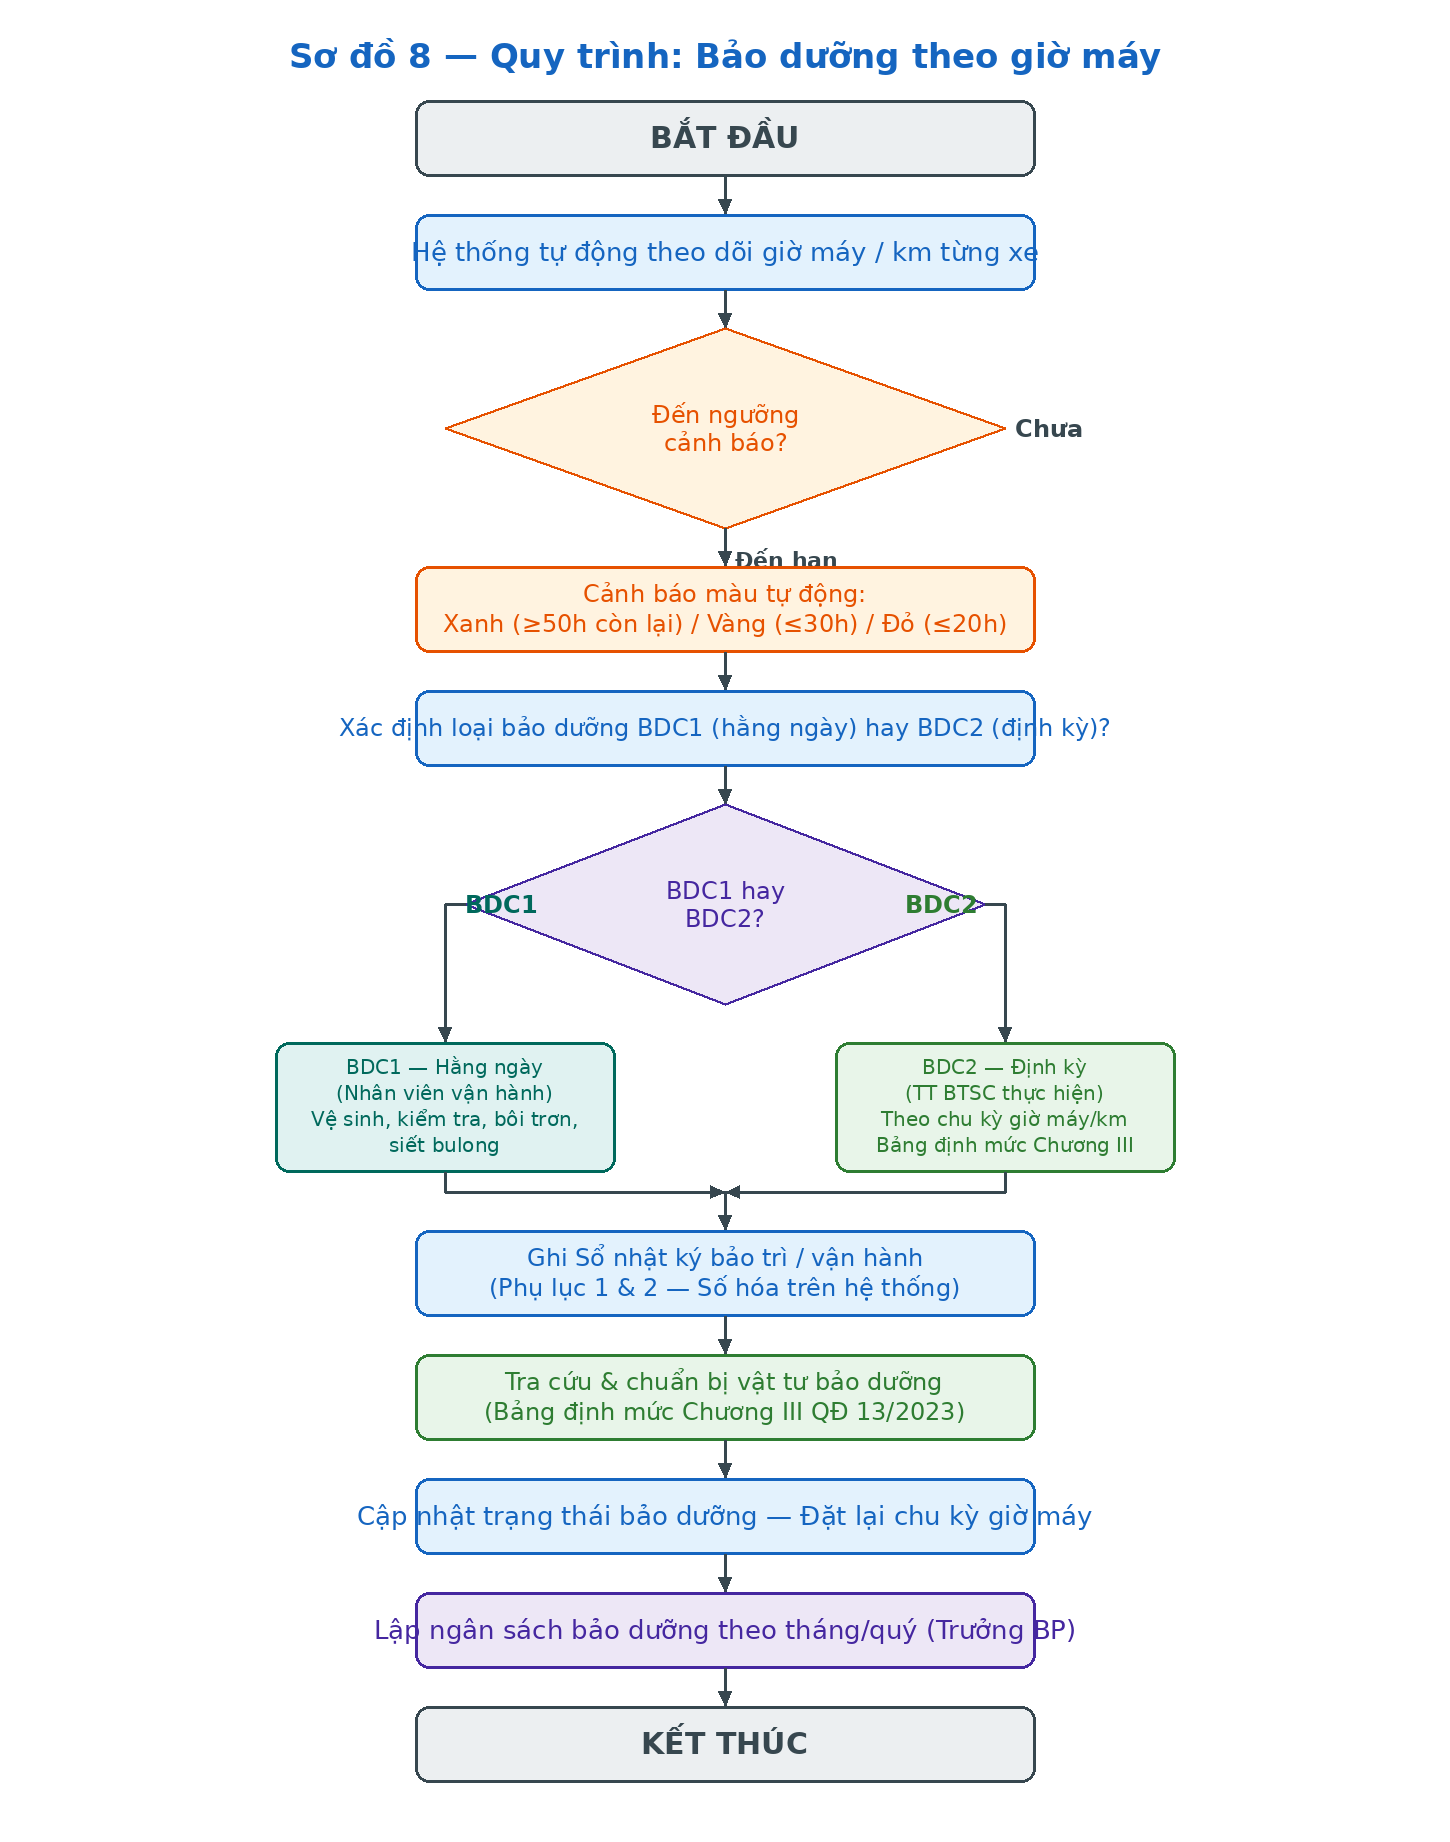 Sơ đồ 8 — Quy trình: Bảo dưỡng theo giờ máy
BẮT ĐẦU
Hệ thống tự động theo dõi giờ máy / km từng xe
Đến ngưỡng
cảnh báo?
Chưa
Đến hạn
Cảnh báo màu tự động:
Xanh (≥50h còn lại) / Vàng (≤30h) / Đỏ (≤20h)
Xác định loại bảo dưỡng BDC1 (hằng ngày) hay BDC2 (định kỳ)?
BDC1 hay
BDC2?
BDC1
BDC2
BDC1 — Hằng ngày
(Nhân viên vận hành)
Vệ sinh, kiểm tra, bôi trơn,
siết bulong
BDC2 — Định kỳ
(TT BTSC thực hiện)
Theo chu kỳ giờ máy/km
Bảng định mức Chương III
Ghi Sổ nhật ký bảo trì / vận hành
(Phụ lục 1 & 2 — Số hóa trên hệ thống)
Tra cứu & chuẩn bị vật tư bảo dưỡng
(Bảng định mức Chương III QĐ 13/2023)
Cập nhật trạng thái bảo dưỡng — Đặt lại chu kỳ giờ máy
Lập ngân sách bảo dưỡng theo tháng/quý (Trưởng BP)
KẾT THÚC